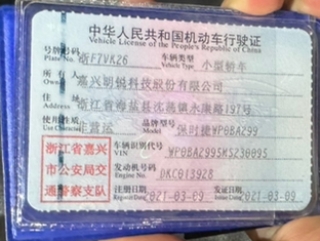 中华人民共和国机动车行驶证
Vehicle License of the People's Republic of China
号牌号码 浙F7VK26 车辆类型 小型轿车
Plate No. Vehicle Type
所有人 嘉兴朗锐科技股份有限公司
Owner
住址 浙江省海盐县沈荡镇永康路197号
Address
使用性质 非营运 品牌型号 保时捷WP0BA299
Use Character Model
浙江省嘉兴
市公安局交
通警察支队
车辆识别代号 WP0BA2995MS230095
VIN
发动机号码 DKC013928
Engine No.
注册日期 2021-03-09 发证日期 2021-03-09
Register Date Issue Date